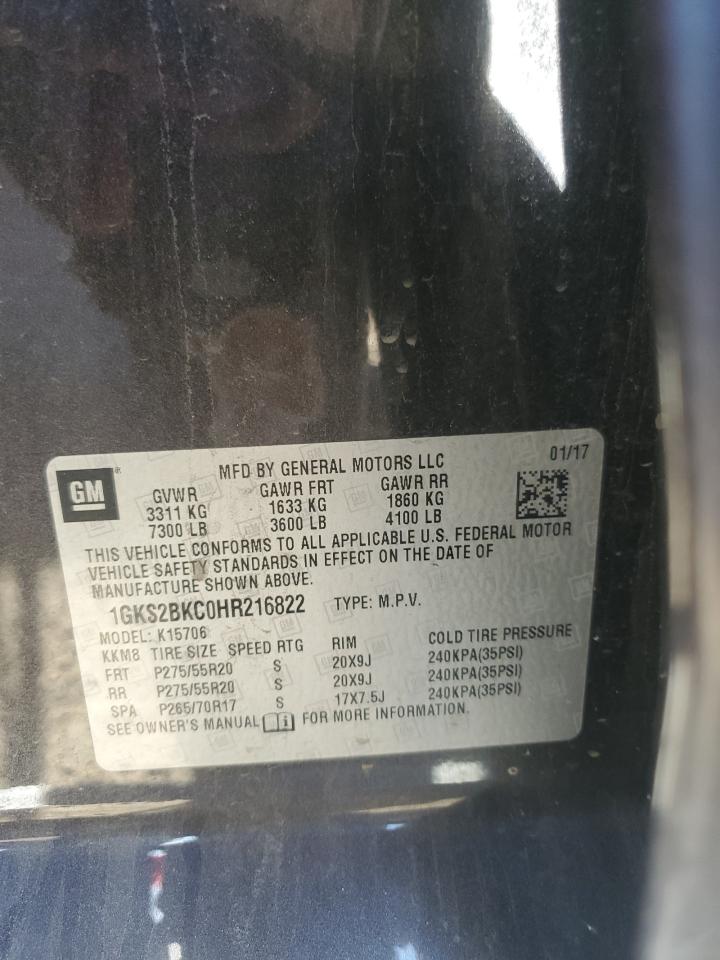 GM
®
MFD BY GENERAL MOTORS LLC
01/17
GVWR GAWR FRT GAWR RR
3311 KG 1633 KG 1860 KG
7300 LB 3600 LB 4100 LB
THIS VEHICLE CONFORMS TO ALL APPLICABLE U.S. FEDERAL MOTOR
VEHICLE SAFETY STANDARDS IN EFFECT ON THE DATE OF
MANUFACTURE SHOWN ABOVE.
1GKS2BKC0HR216822 TYPE: M.P.V.
MODEL: K15706
KKM8 TIRE SIZE SPEED RTG RIM COLD TIRE PRESSURE
FRT P275/55R20 S 20X9J 240KPA(35PSI)
RR P275/55R20 S 20X9J 240KPA(35PSI)
SPA P265/70R17 S 17X7.5J 240KPA(35PSI)
SEE OWNER'S MANUAL FOR MORE INFORMATION.